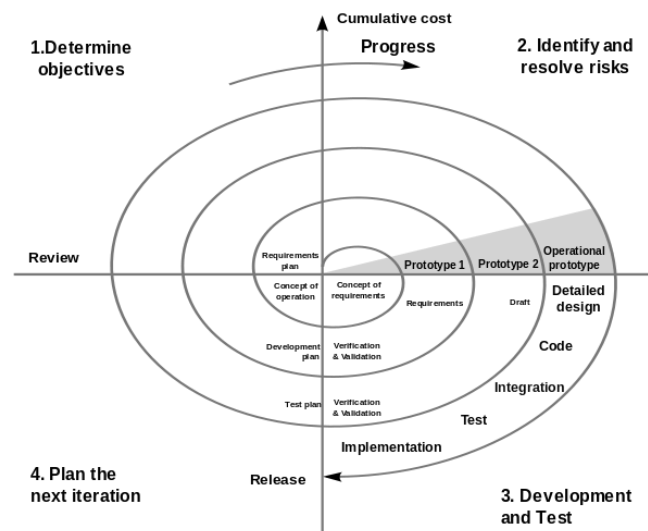 Cumulative cost
1.Determine
objectives
Progress
2. Identify and
resolve risks
Review
Requirements
plan
Prototype 1
Prototype 2
Operational
prototype
Concept of
operation
Concept of
requirements
Requirements
Draft
Detailed
design
Development
plan
Verification
& Validation
Code
Integration
Test plan
Verification
& Validation
Test
Implementation
4. Plan the
next iteration
Release
3. Development
and Test